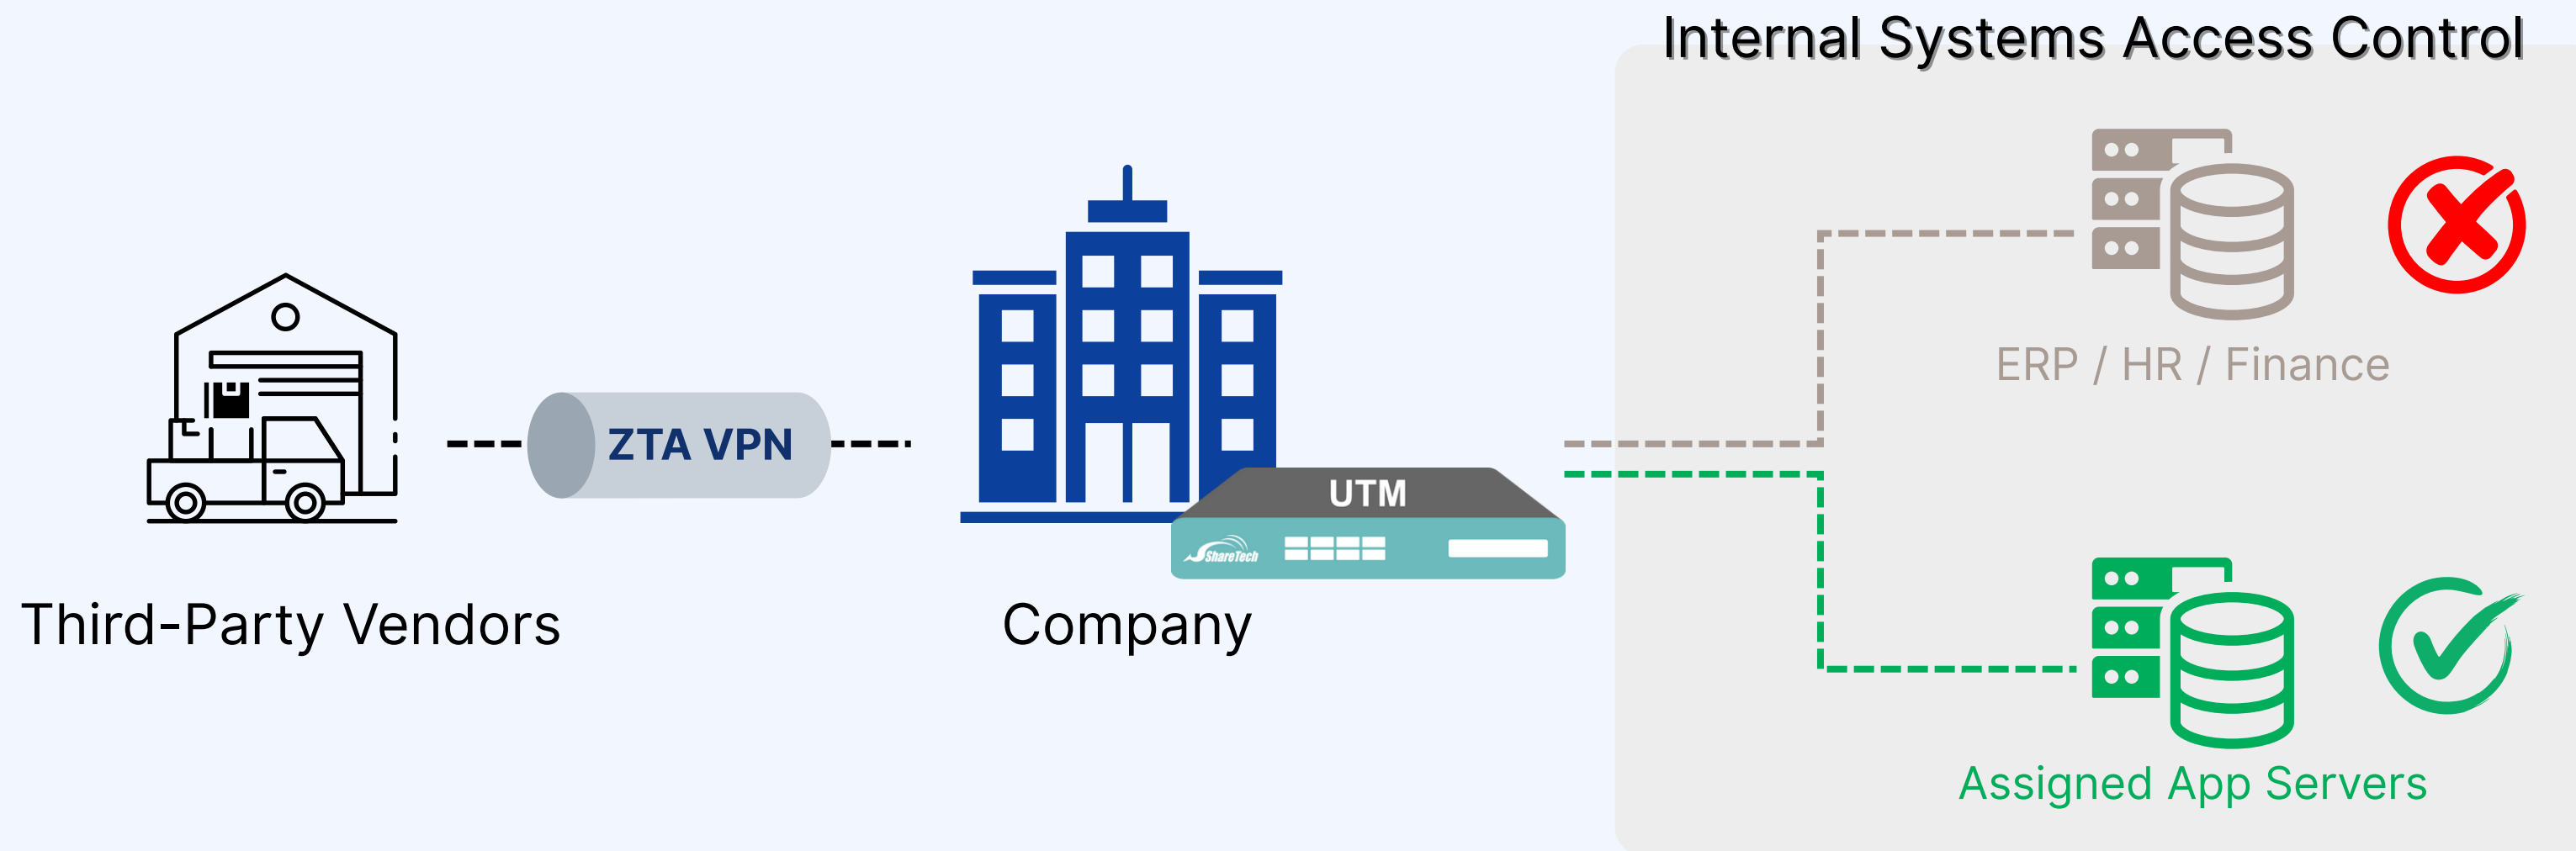 Internal Systems Access Control
ERP / HR / Finance
ZTA VPN
UTM
ShareTech
Third-Party Vendors
Company
Assigned App Servers